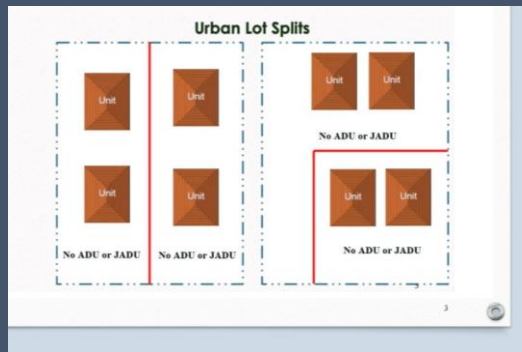 Urban Lot Splits
Unit
Unit
Unit
Unit
No ADU or JADU
No ADU or JADU
Unit
Unit
No ADU or JADU
Unit
Unit
No ADU or JADU
3